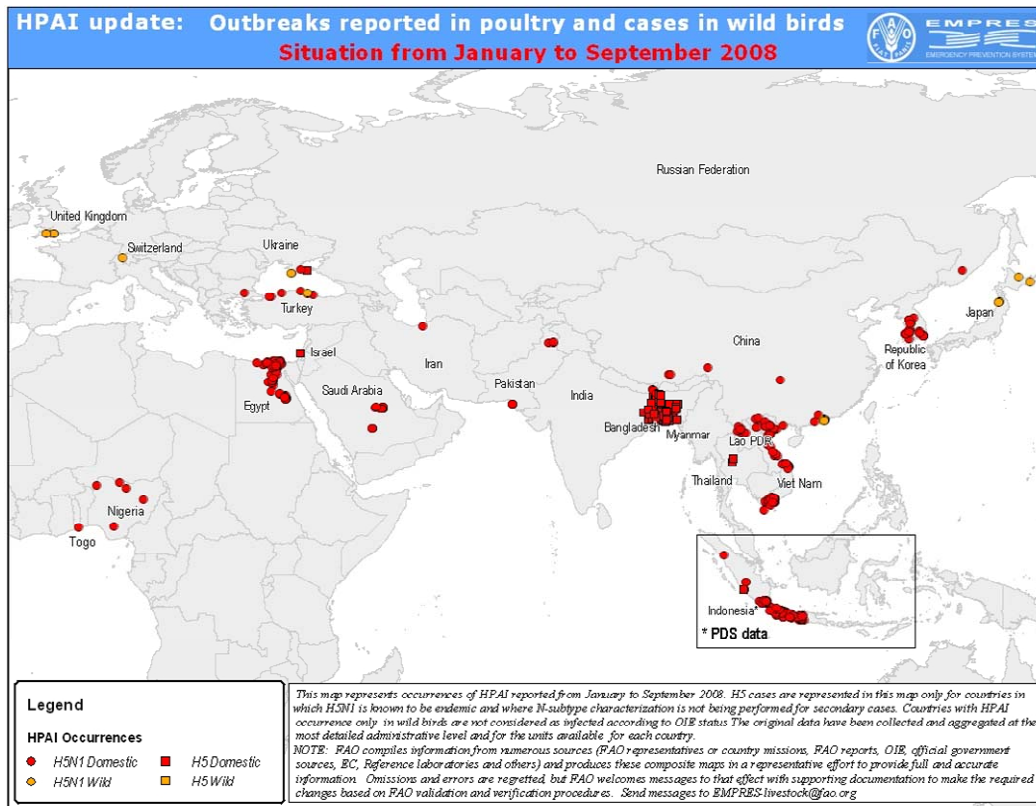 HPAI update: Outbreaks reported in poultry and cases in wild birds
Situation from January to September 2008
FAO
FIAT PANIS
EMPRES
EMERGENCY PREVENTION SYSTEM
Russian Federation
United Kingdom
Switzerland
Ukraine
Turkey
Japan
Republic
of Korea
China
Israel
Iran
Egypt
Saudi Arabia
Pakistan
India
Bangladesh
Myanmar
Lao PDR
Thailand
Viet Nam
Nigeria
Togo
Indonesia*
* PDS data
Legend
HPAI Occurrences
H5N1 Domestic
H5 Domestic
H5N1 Wild
H5 Wild
This map represents occurrences of HPAI reported from January to September 2008. H5 cases are represented in this map only for countries in
which H5N1 is known to be endemic and where N-subtype characterization is not being performed for secondary cases. Countries with HPAI
occurrence only in wild birds are not considered as infected according to OIE status The original data have been collected and aggregated at the
most detailed administrative level and for the units available for each country.
NOTE: FAO compiles information from numerous sources (FAO representatives or country missions, FAO reports, OIE, official government
sources, EC, Reference laboratories and others) and produces these composite maps in a representative effort to provide full and accurate
information. Omissions and errors are regretted, but FAO welcomes messages to that effect with supporting documentation to make the required
changes based on FAO validation and verification procedures. Send messages to EMPRES-livestock@fao.org